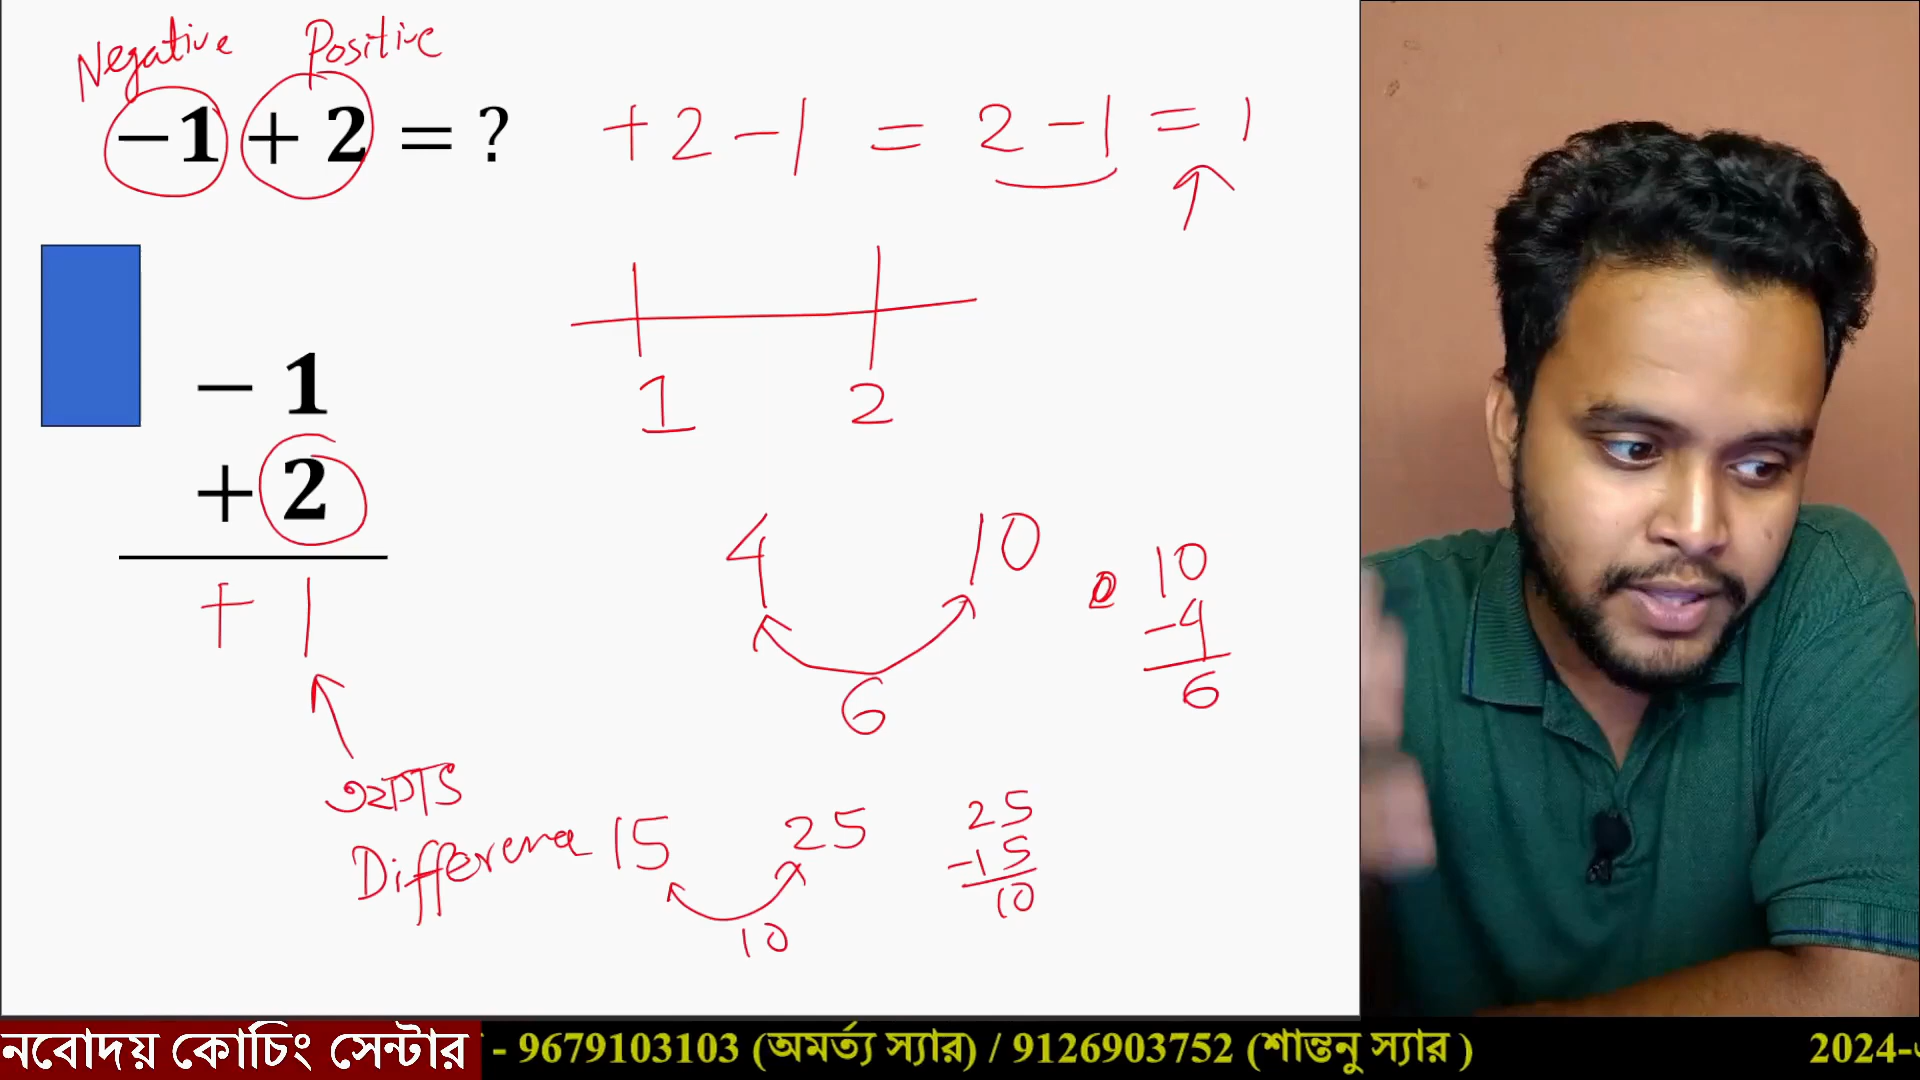 Negative Positive
−1 + 2 = ? +2 −1 = 2 −1 = 1
1 2
− 1
+ 2
+ 1
4 10
6
10
−4
6
তফাৎ
Difference
15 25
10
25
−15
10
নবোদয় কোচিং সেন্টার - 9679103103 (অমর্ত্য স্যার) / 9126903752 (শান্তনু স্যার ) 2024-